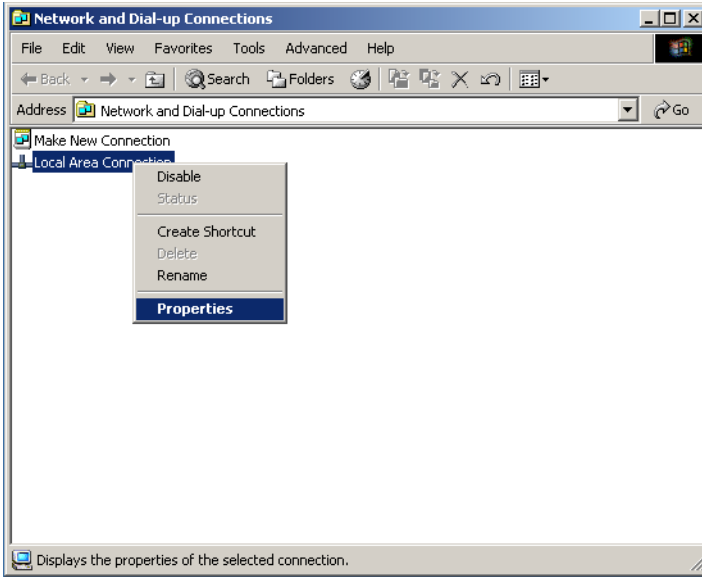 Network and Dial-up Connections
File Edit View Favorites Tools Advanced Help
Back Search Folders
Address Network and Dial-up Connections Go
Make New Connection
Local Area Connection
Disable
Status
Create Shortcut
Delete
Rename
Properties
Displays the properties of the selected connection.